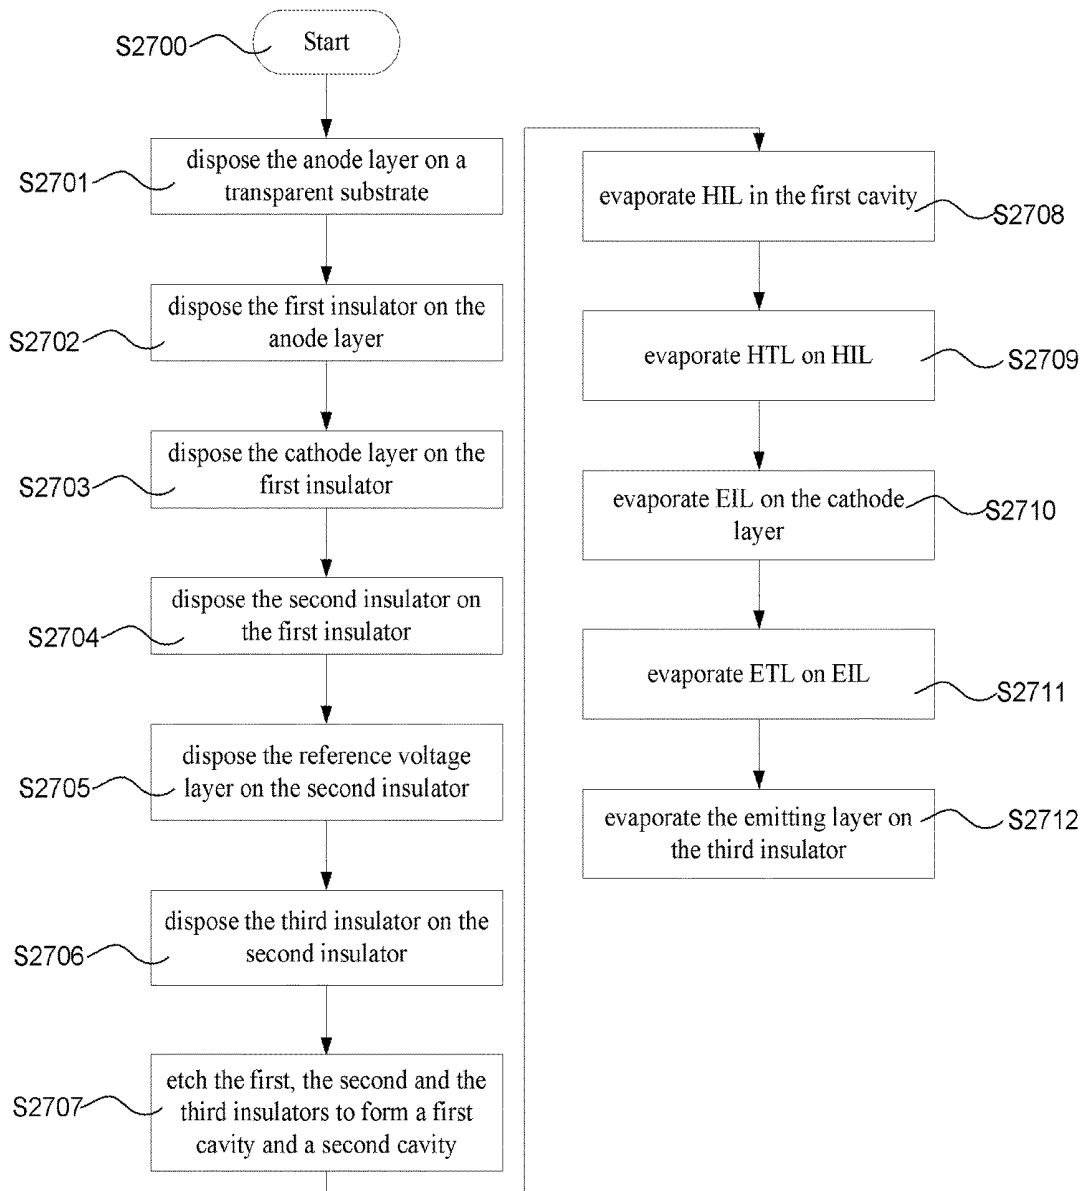 S2700
Start
S2701
dispose the anode layer on a
transparent substrate
S2702
dispose the first insulator on the
anode layer
S2703
dispose the cathode layer on the
first insulator
S2704
dispose the second insulator on
the first insulator
S2705
dispose the reference voltage
layer on the second insulator
S2706
dispose the third insulator on the
second insulator
S2707
etch the first, the second and the
third insulators to form a first
cavity and a second cavity
evaporate HIL in the first cavity
S2708
evaporate HTL on HIL
S2709
evaporate EIL on the cathode
layer
S2710
evaporate ETL on EIL
S2711
evaporate the emitting layer on
the third insulator
S2712